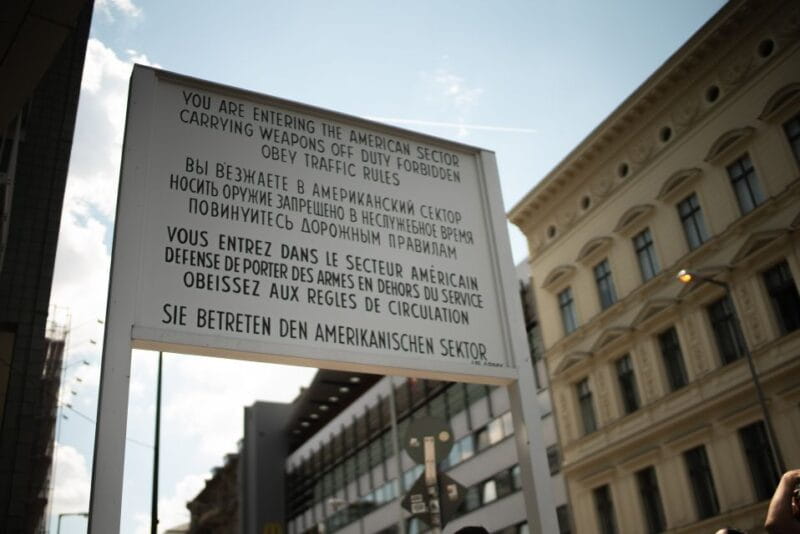 YOU ARE ENTERING THE AMERICAN SECTOR
CARRYING WEAPONS OFF DUTY FORBIDDEN
OBEY TRAFFIC RULES
ВЫ ВЪЕЗЖАЕТЕ В АМЕРИКАНСКИЙ СЕКТОР
НОСИТЬ ОРУЖИЕ ЗАПРЕЩЕНО В НЕСЛУЖЕБНОЕ ВРЕМЯ
ПОВИНУЙТЕСЬ ДОРОЖНЫМ ПРАВИЛАМ
VOUS ENTREZ DANS LE SECTEUR AMÉRICAIN
DEFENSE DE PORTER DES ARMES EN DEHORS DU SERVICE
OBEISSEZ AUX REGLES DE CIRCULATION
SIE BETRETEN DEN AMERIKANISCHEN SEKTOR